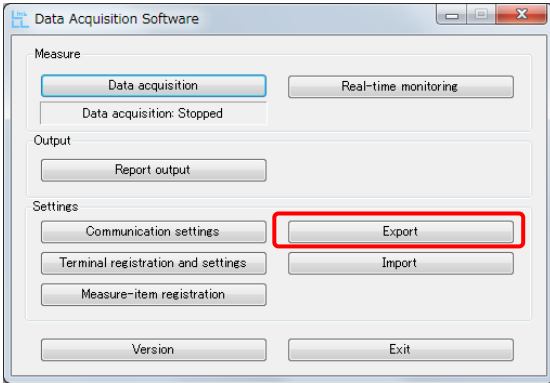 Data Acquisition Software
Measure
Data acquisition
Real-time monitoring
Data acquisition: Stopped
Output
Report output
Settings
Communication settings
Export
Terminal registration and settings
Import
Measure-item registration
Version
Exit